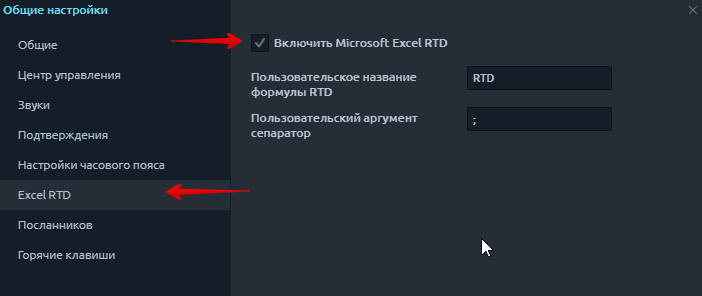 Общие настройки
Общие
Центр управления
Звуки
Подтверждения
Настройки часового пояса
Excel RTD
Посланников
Горячие клавиши
Включить Microsoft Excel RTD
Пользовательское название
формулы RTD
RTD
Пользовательский аргумент
сепаратор
;